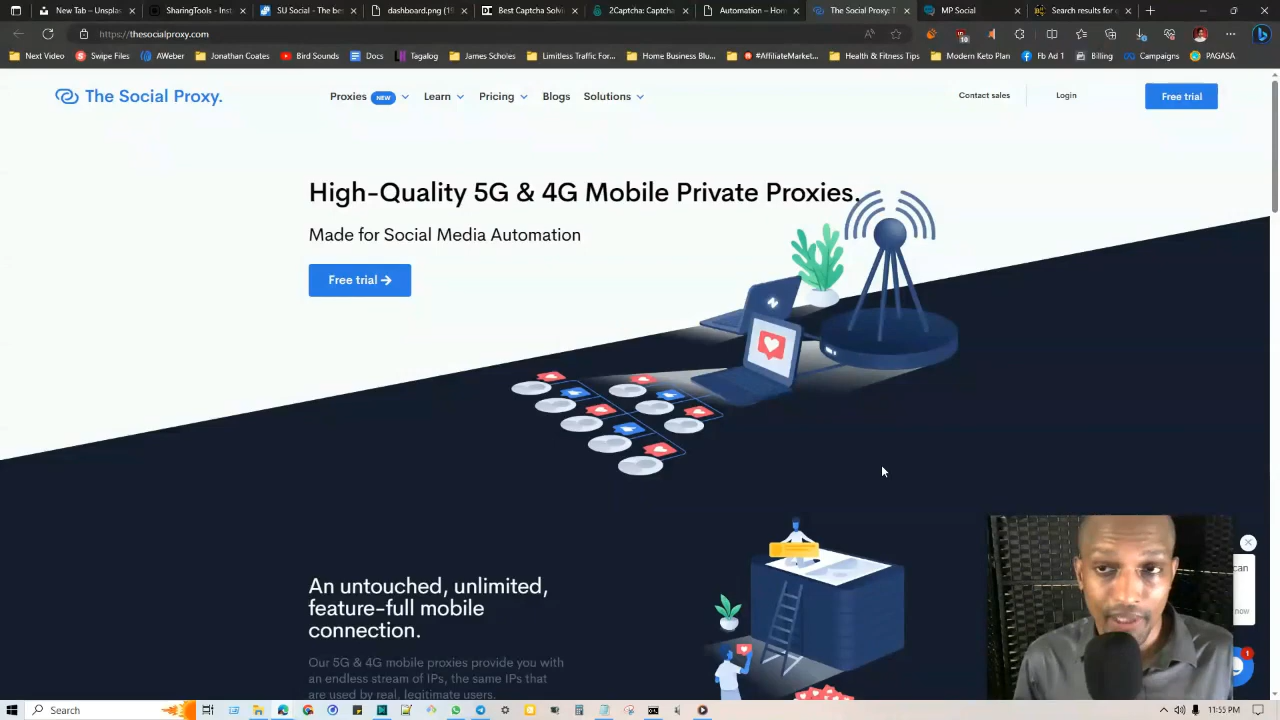 New Tab – Unsplas
SharingTools - Inst
SU Social - The be
dashboard.png (19
Best Captcha Solvi
2Captcha: Captcha
Automation – Hom
The Social Proxy: T
MP Social
Search results for
https://thesocialproxy.com
Next Video
Swipe Files
AWeber
Jonathan Coates
Bird Sounds
Docs
Tagalog
James Scholes
Limitless Traffic For...
Home Business Blu...
#AffiliateMarket...
Health & Fitness Tips
Modern Keto Plan
Fb Ad 1
Billing
Campaigns
PAGASA
The Social Proxy.
Proxies NEW
Learn
Pricing
Blogs
Solutions
Contact sales
Login
Free trial
High-Quality 5G & 4G Mobile Private Proxies.
Made for Social Media Automation
Free trial →
An untouched, unlimited,
feature-full mobile
connection.
Our 5G & 4G mobile proxies provide you with
an endless stream of IPs, the same IPs that
are used by real, legitimate users.
can
now
1
Search
11:55 PM